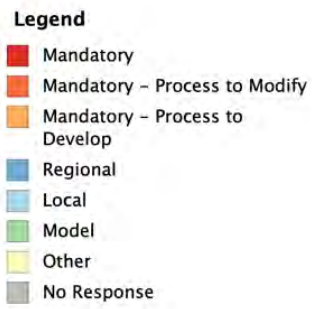 Legend
Mandatory
Mandatory – Process to Modify
Mandatory – Process to
Develop
Regional
Local
Model
Other
No Response